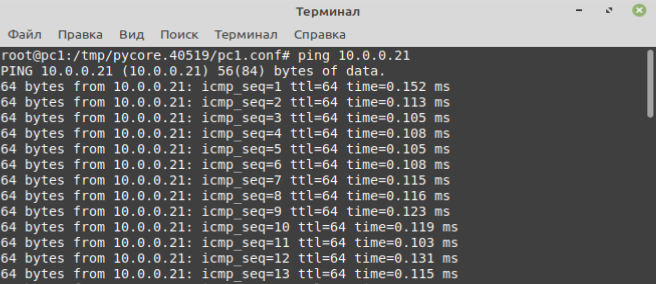 Терминал
Файл Правка Вид Поиск Терминал Справка
root@pc1:/tmp/pycore.40519/pc1.conf# ping 10.0.0.21
PING 10.0.0.21 (10.0.0.21) 56(84) bytes of data.
64 bytes from 10.0.0.21: icmp_seq=1 ttl=64 time=0.152 ms
64 bytes from 10.0.0.21: icmp_seq=2 ttl=64 time=0.113 ms
64 bytes from 10.0.0.21: icmp_seq=3 ttl=64 time=0.105 ms
64 bytes from 10.0.0.21: icmp_seq=4 ttl=64 time=0.108 ms
64 bytes from 10.0.0.21: icmp_seq=5 ttl=64 time=0.105 ms
64 bytes from 10.0.0.21: icmp_seq=6 ttl=64 time=0.108 ms
64 bytes from 10.0.0.21: icmp_seq=7 ttl=64 time=0.115 ms
64 bytes from 10.0.0.21: icmp_seq=8 ttl=64 time=0.116 ms
64 bytes from 10.0.0.21: icmp_seq=9 ttl=64 time=0.123 ms
64 bytes from 10.0.0.21: icmp_seq=10 ttl=64 time=0.119 ms
64 bytes from 10.0.0.21: icmp_seq=11 ttl=64 time=0.103 ms
64 bytes from 10.0.0.21: icmp_seq=12 ttl=64 time=0.131 ms
64 bytes from 10.0.0.21: icmp_seq=13 ttl=64 time=0.115 ms